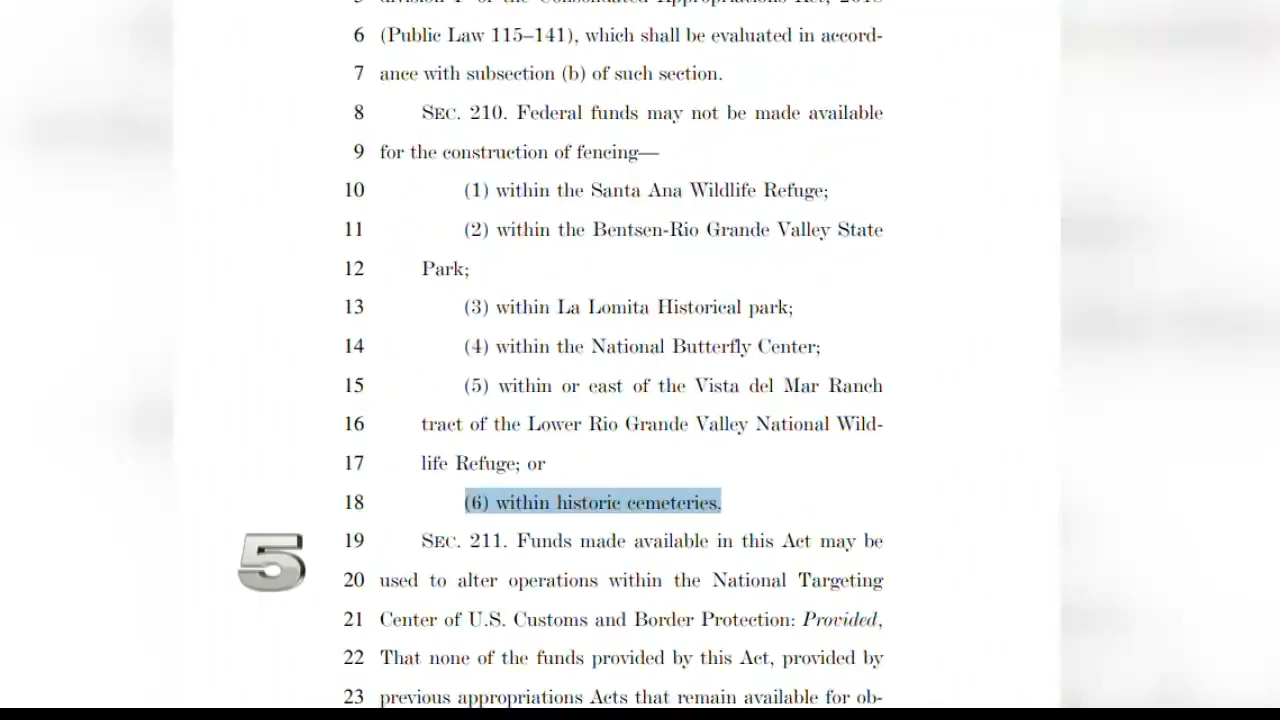 (Public Law 115–141), which shall be evaluated in accord-
6
ance with subsection (b) of such section.
7
SEC. 210. Federal funds may not be made available
8
for the construction of fencing—
9
(1) within the Santa Ana Wildlife Refuge;
10
(2) within the Bentsen-Rio Grande Valley State
11
Park;
12
(3) within La Lomita Historical park;
13
(4) within the National Butterfly Center;
14
(5) within or east of the Vista del Mar Ranch
15
tract of the Lower Rio Grande Valley National Wild-
16
life Refuge; or
17
(6) within historic cemeteries.
18
SEC. 211. Funds made available in this Act may be
19
5
used to alter operations within the National Targeting
20
Center of U.S. Customs and Border Protection: Provided,
21
That none of the funds provided by this Act, provided by
22
previous appropriations Acts that remain available for ob-
23